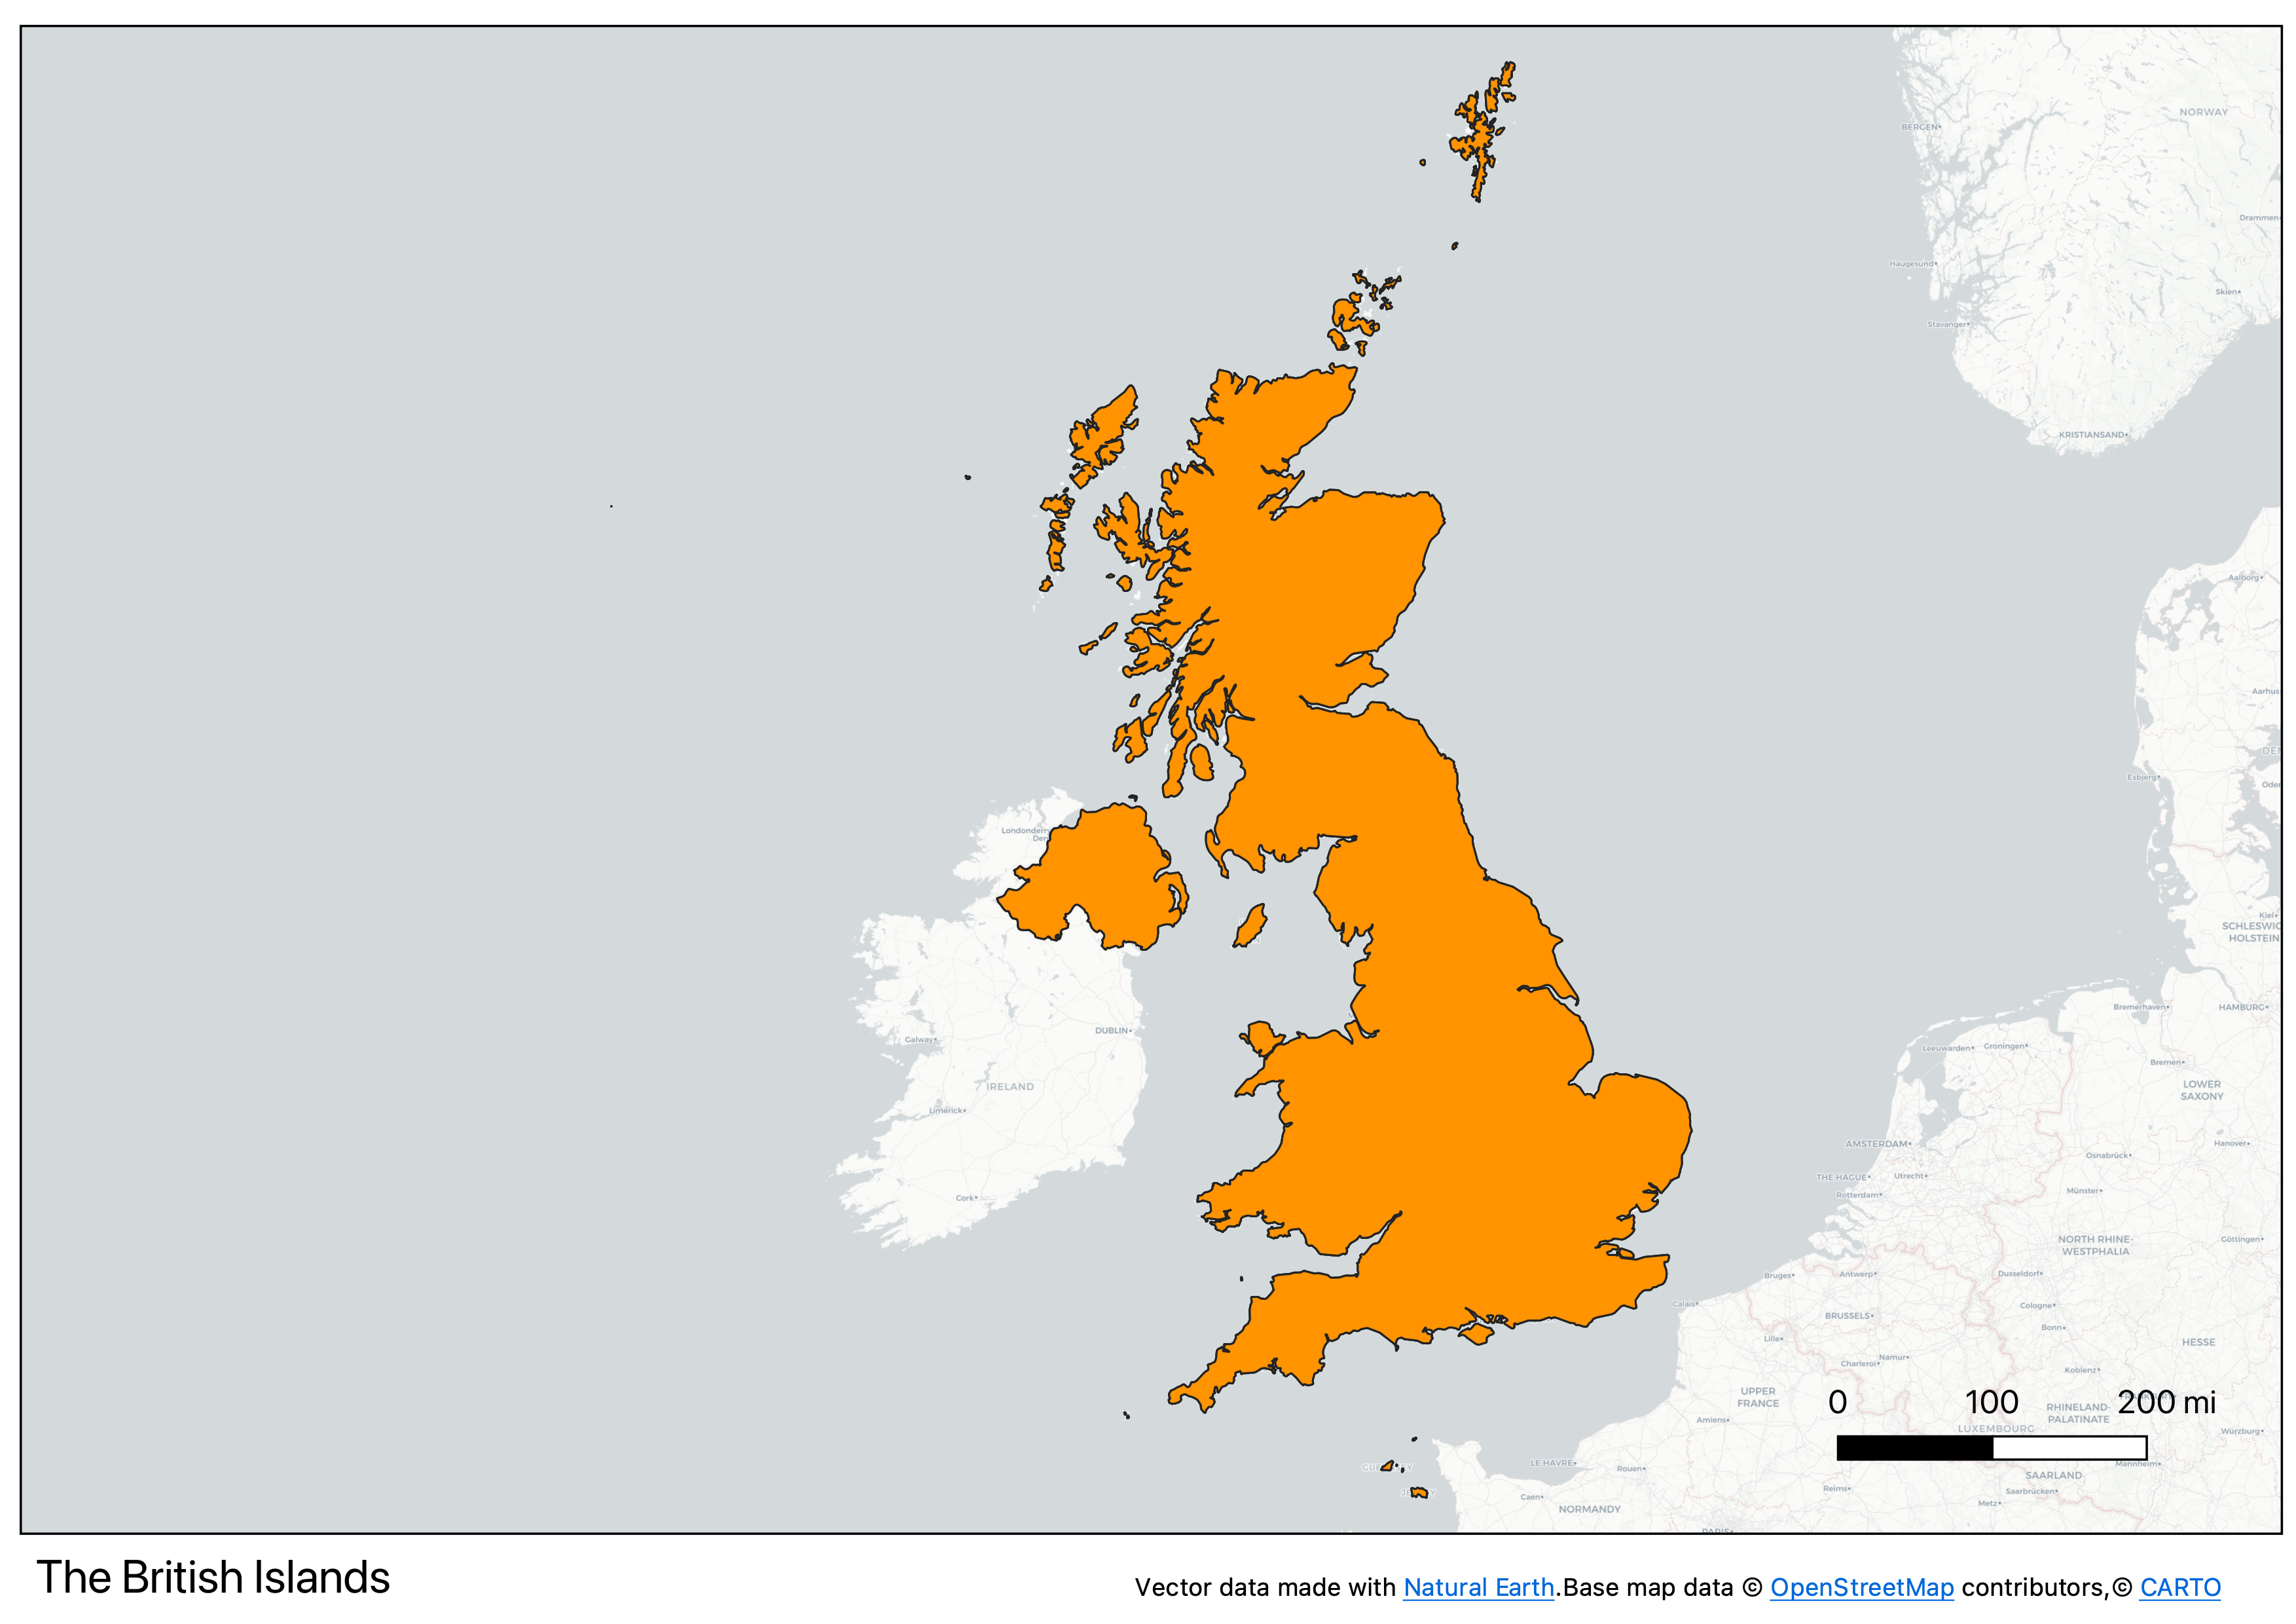 NORWAY
BERGEN
Drammen
Haugesund
Skien
Stavanger
KRISTIANSAND
Aalborg
Aarhus
Londonderry
Esbjerg
Kiel
SCHLESWIG
HOLSTEIN
HAMBURG
Bremerhaven
DUBLIN
Galway
Leeuwarden
Groningen
Bremen
IRELAND
LOWER
SAXONY
Limerick
AMSTERDAM
Hanover
Osnabrück
THE HAGUE
Utrecht
Rotterdam
Münster
Cork
NORTH RHINE-
WESTPHALIA
Göttingen
Bruges
Antwerp
Dusseldorf
Calais
Cologne
BRUSSELS
Bonn
Lille
HESSE
Namur
Charleroi
Koblenz
UPPER
FRANCE
0 100 200 mi
RHINELAND-
PALATINATE
Amiens
LUXEMBOURG
Würzburg
LE HAVRE
Rouen
Mannheim
SAARLAND
Reims
Saarbrücken
Caen
Metz
NORMANDY
PARIS
The British Islands
Vector data made with Natural Earth.Base map data © OpenStreetMap contributors,© CARTO